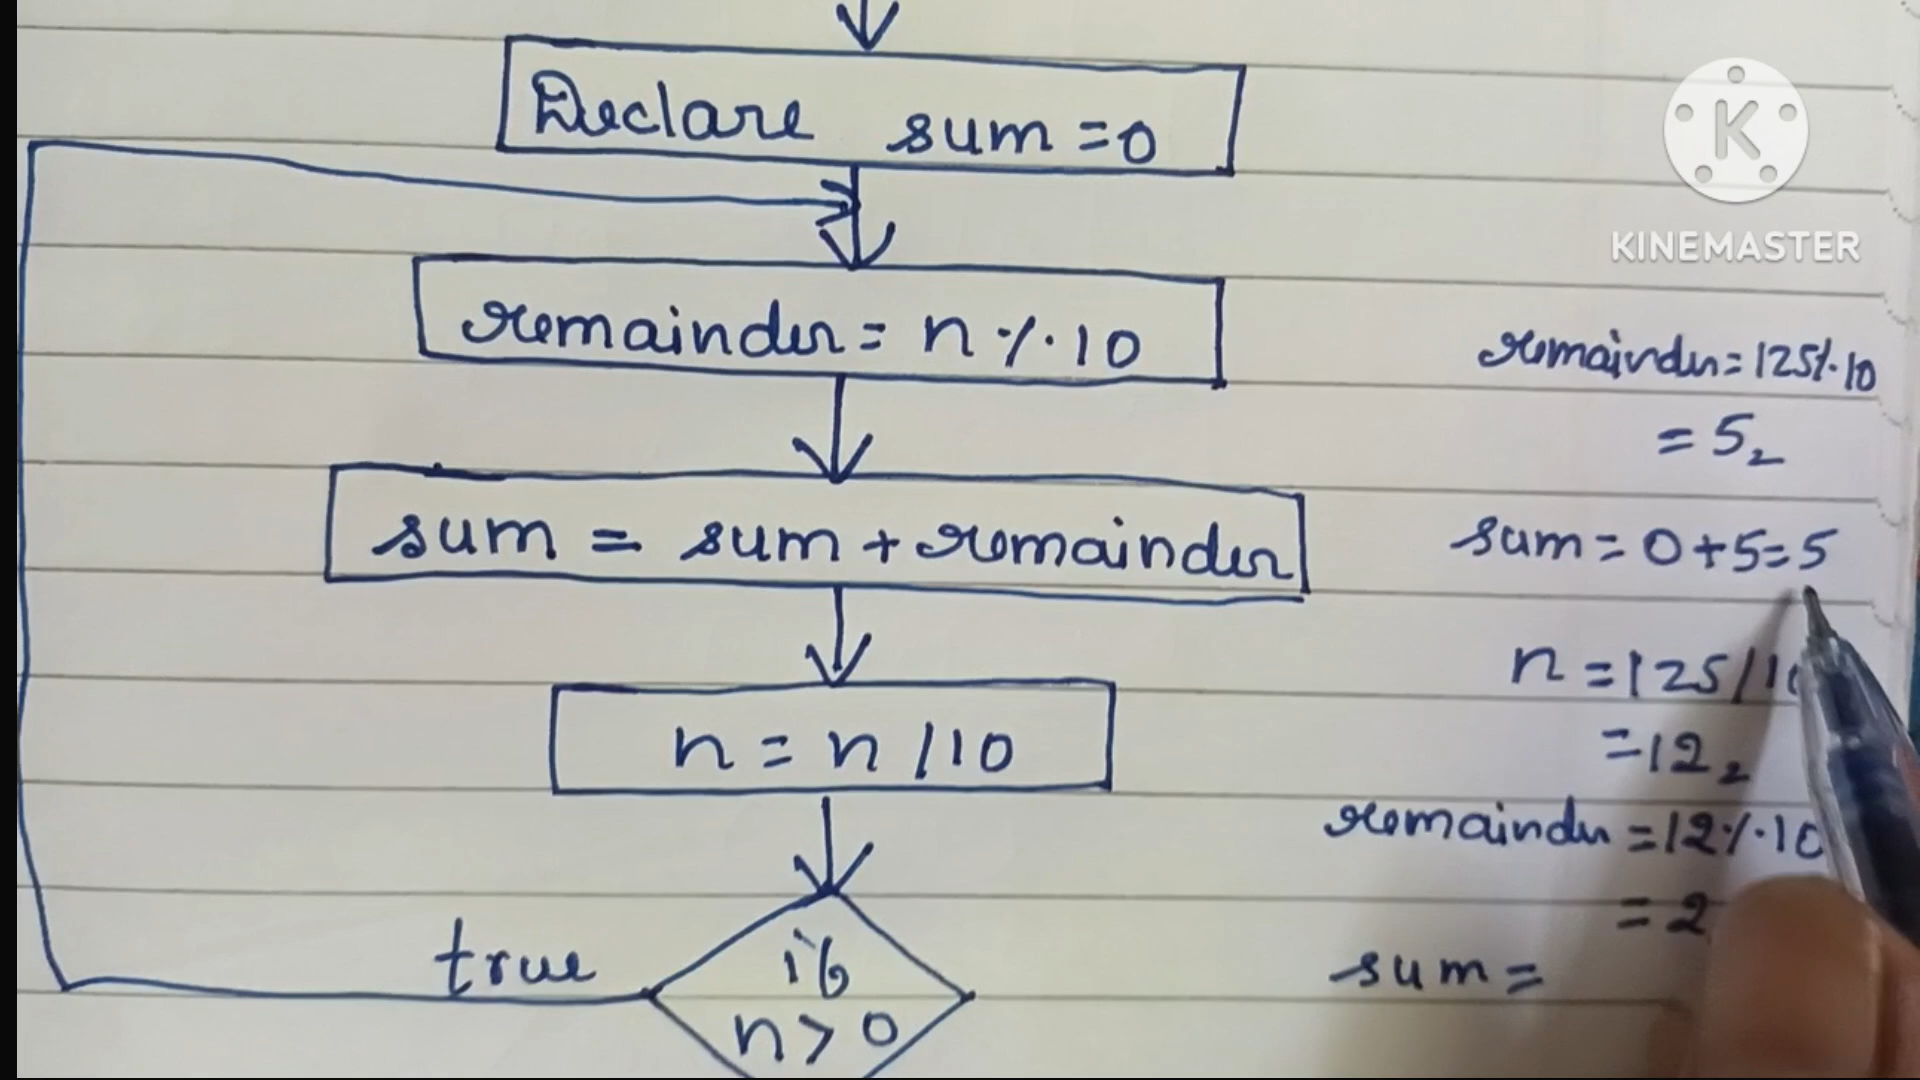 Declare sum = 0
remainder = n % 10
sum = sum + remainder
n = n / 10
true
if
n > 0
K
KINEMASTER
remainder = 125 % 10
= 5
sum = 0 + 5 = 5
n = 125 / 10
= 12
remainder = 12 % 10
= 2
sum =